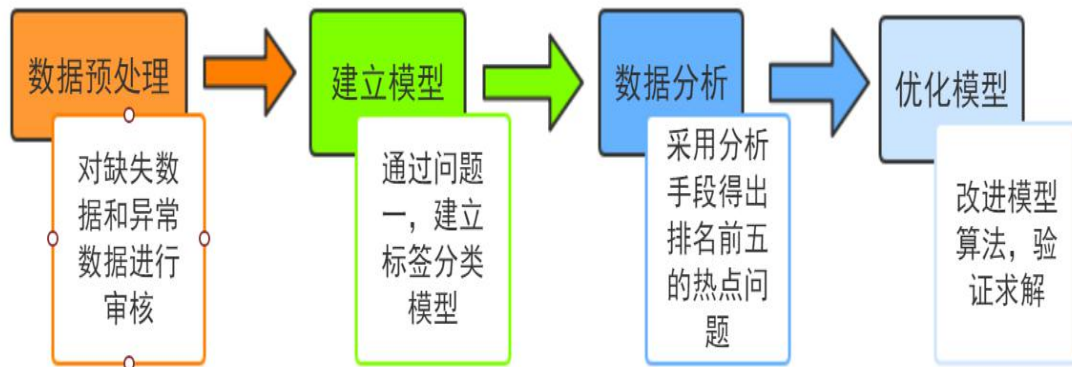 数据预处理
对缺失数
据和异常
数据进行
审核
建立模型
通过问题
一，建立
标签分类
模型
数据分析
采用分析
手段得出
排名前五
的热点问
题
优化模型
改进模型
算法，验
证求解